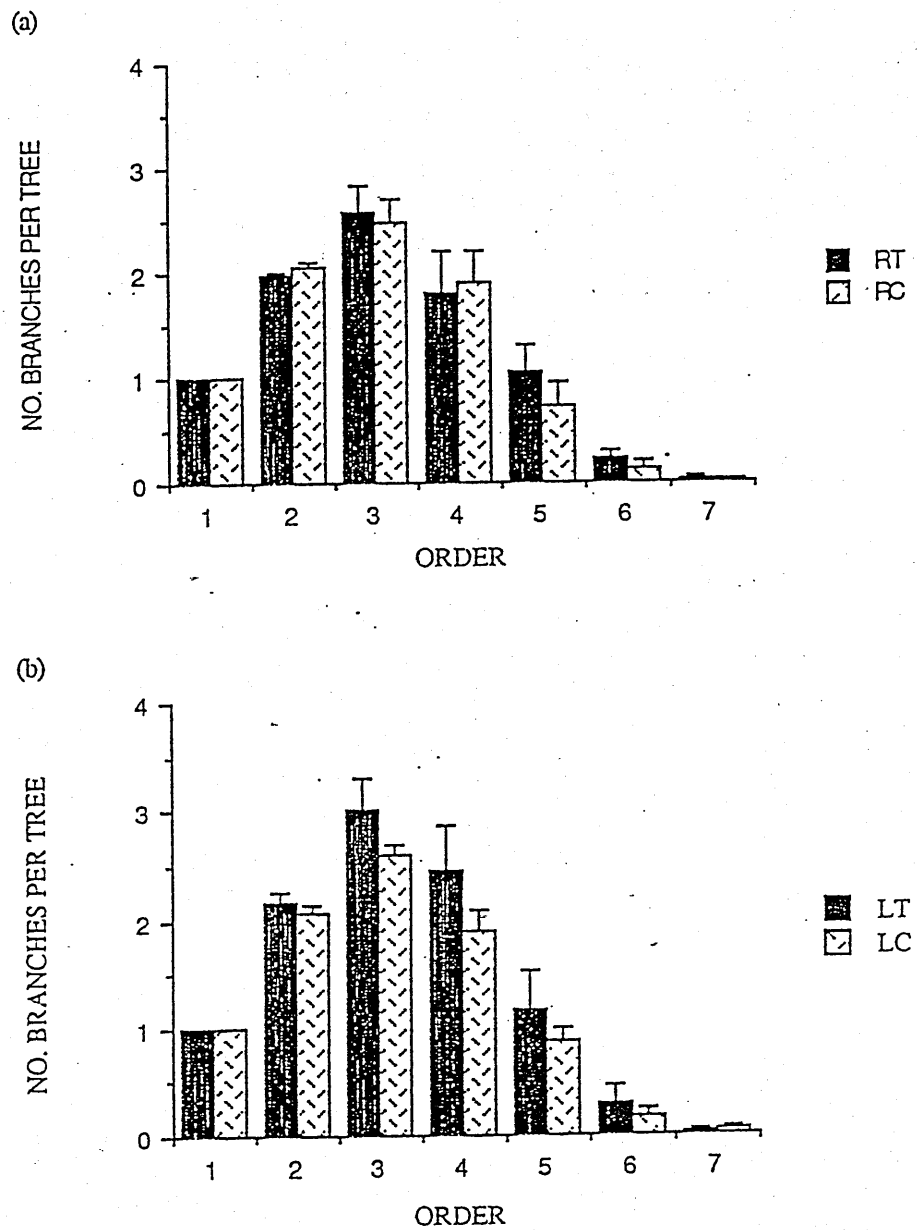 (a)
NO. BRANCHES PER TREE
4
3
2
1
0
1 2 3 4 5 6 7
ORDER
RT
RC
(b)
NO. BRANCHES PER TREE
4
3
2
1
0
1 2 3 4 5 6 7
ORDER
LT
LC